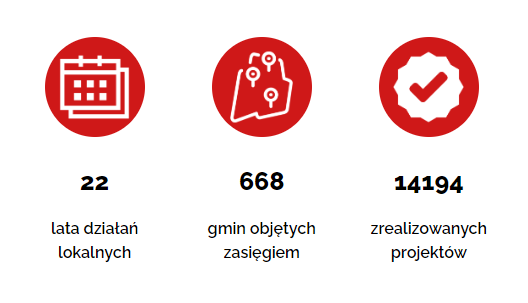 22
lata działań
lokalnych
668
gmin objętych
zasięgiem
14194
zrealizowanych
projektów